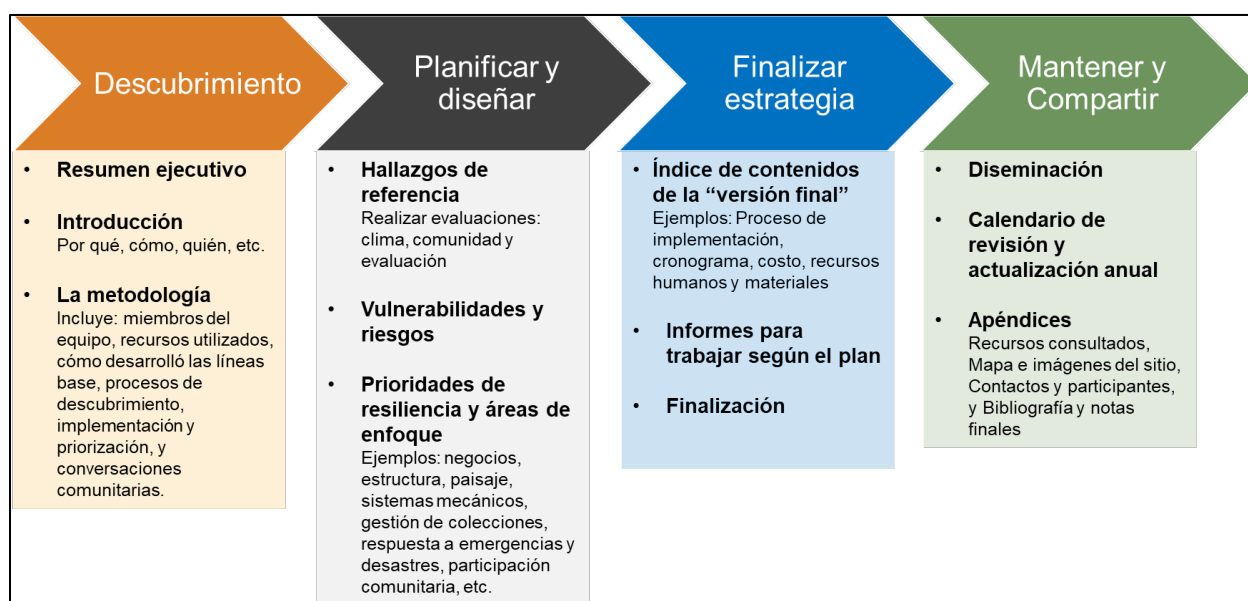 Descubrimiento
Planificar y
diseñar
Finalizar
estrategia
Mantener y
Compartir
• Resumen ejecutivo
• Introducción
Por qué, cómo, quién, etc.
• La metodología
Incluye: miembros del
equipo, recursos utilizados,
cómo desarrolló las líneas
base, procesos de
descubrimiento,
implementación y
priorización, y
conversaciones
comunitarias.
• Hallazgos de
referencia
Realizar evaluaciones:
clima, comunidad y
evaluación
• Vulnerabilidades y
riesgos
• Prioridades de
resiliencia y áreas de
enfoque
Ejemplos: negocios,
estructura, paisaje,
sistemas mecánicos,
gestión de colecciones,
respuesta a emergencias y
desastres, participación
comunitaria, etc.
• Índice de contenidos
de la “versión final”
Ejemplos: Proceso de
implementación,
cronograma, costo, recursos
humanos y materiales
• Informes para
trabajar según el plan
• Finalización
• Diseminación
• Calendario de
revisión y
actualización anual
• Apéndices
Recursos consultados,
Mapa e imágenes del sitio,
Contactos y participantes,
y Bibliografía y notas
finales